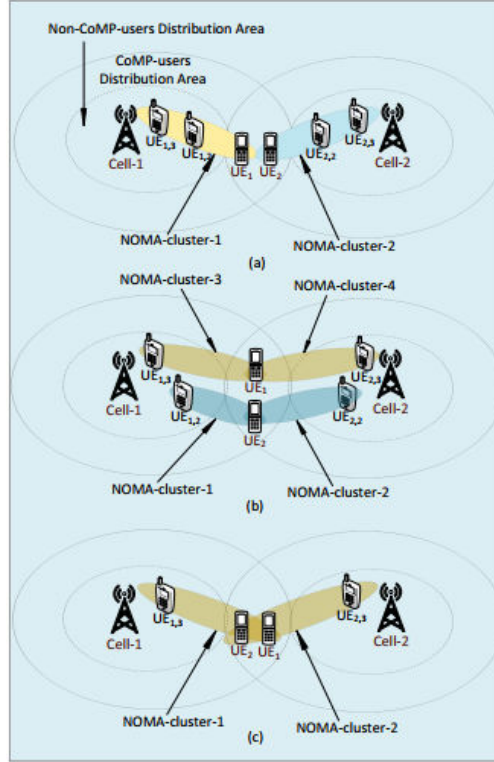 Non-CoMP-users Distribution Area
CoMP-users
Distribution Area
UE1,3
UE1,2
UE1
UE2
UE2,2
UE2,3
Cell-1
Cell-2
NOMA-cluster-1
NOMA-cluster-2
(a)
NOMA-cluster-3
NOMA-cluster-4
UE1,3
UE1
UE2,3
Cell-1
Cell-2
UE1,2
UE2
UE2,2
NOMA-cluster-1
NOMA-cluster-2
(b)
Cell-1
UE1,3
UE2
UE1
UE2,3
Cell-2
NOMA-cluster-1
NOMA-cluster-2
(c)